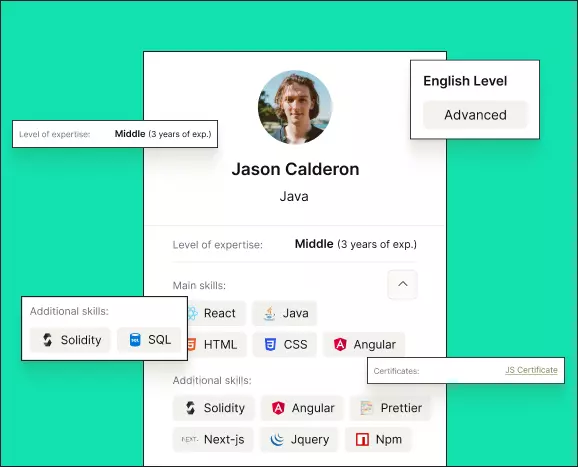 English Level
Advanced
Level of expertise: Middle (3 years of exp.)
Jason Calderon
Java
Level of expertise: Middle (3 years of exp.)
Main skills:
React Java
HTML CSS Angular
Additional skills:
Solidity SQL
Certificates: JS Certificate
Additional skills:
Solidity Angular Prettier
NEXT.JS Next-js Jquery Npm